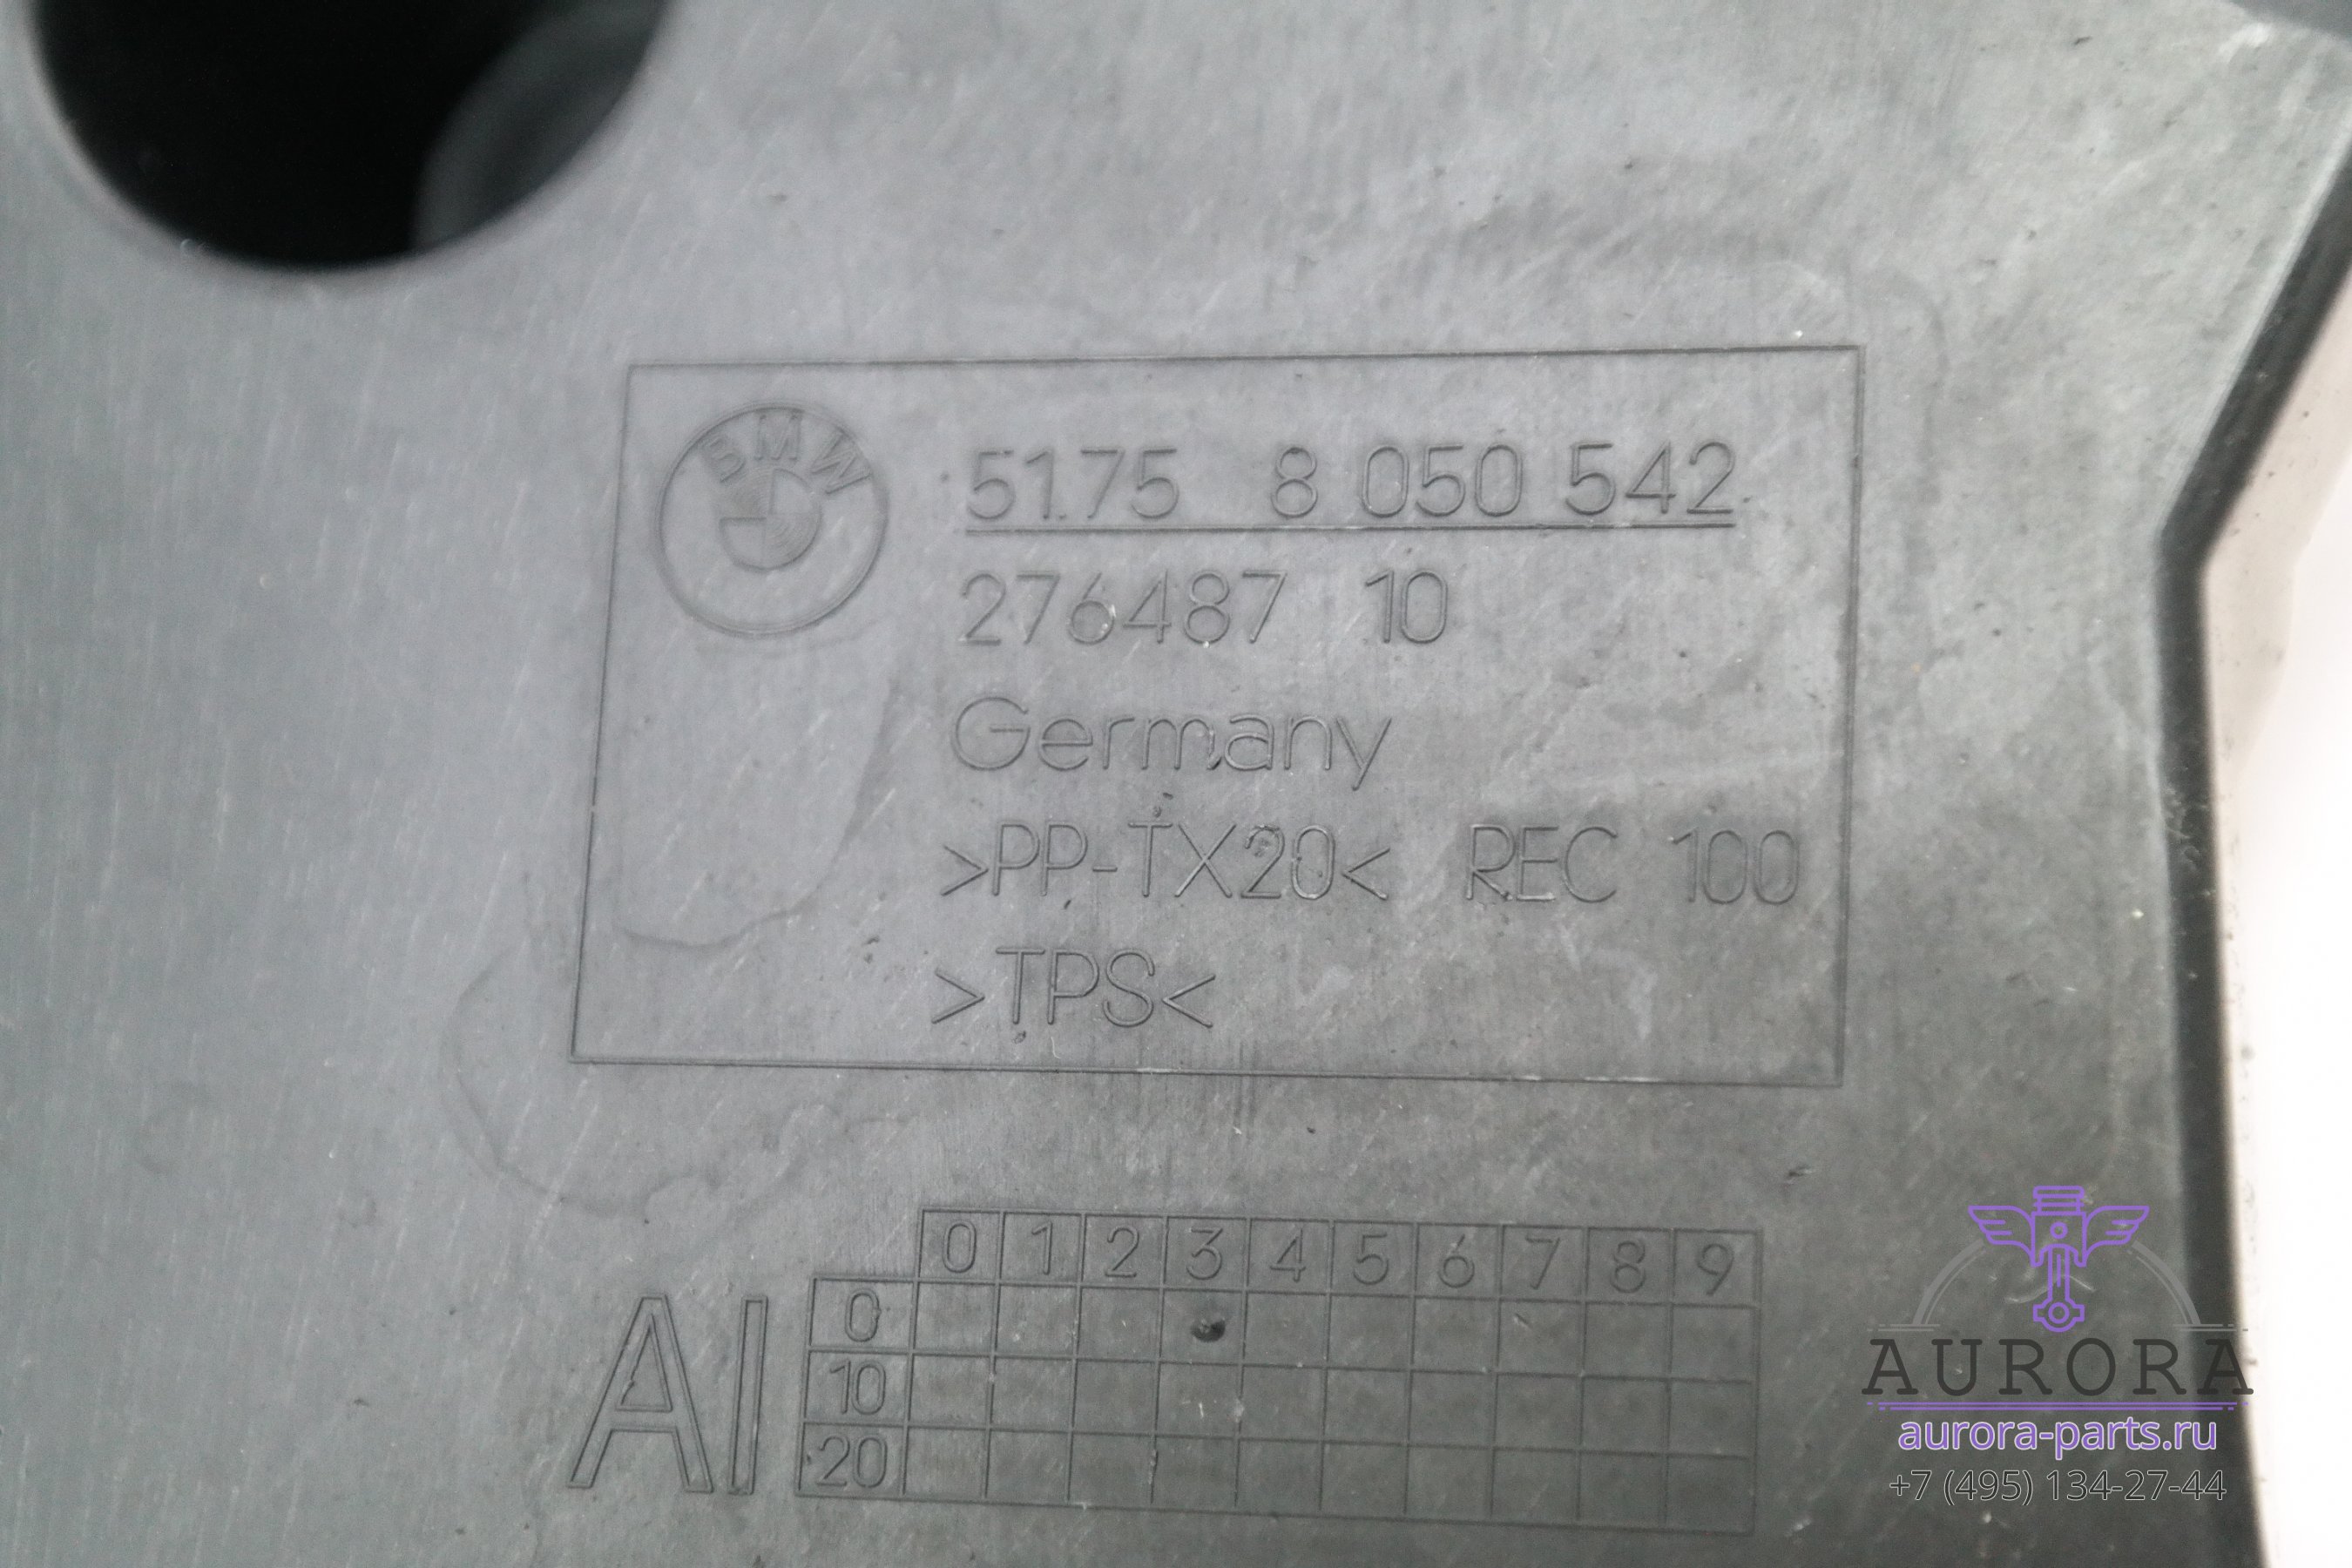 BMW
51.75 8 050 542
276487 10
Germany
>PP-TX20< REC 100
>TPS<
AI
0 1 2 3 4 5 6 7 8 9
0
10
20
AURORA
aurora-parts.ru
+7 (495) 134-27-44